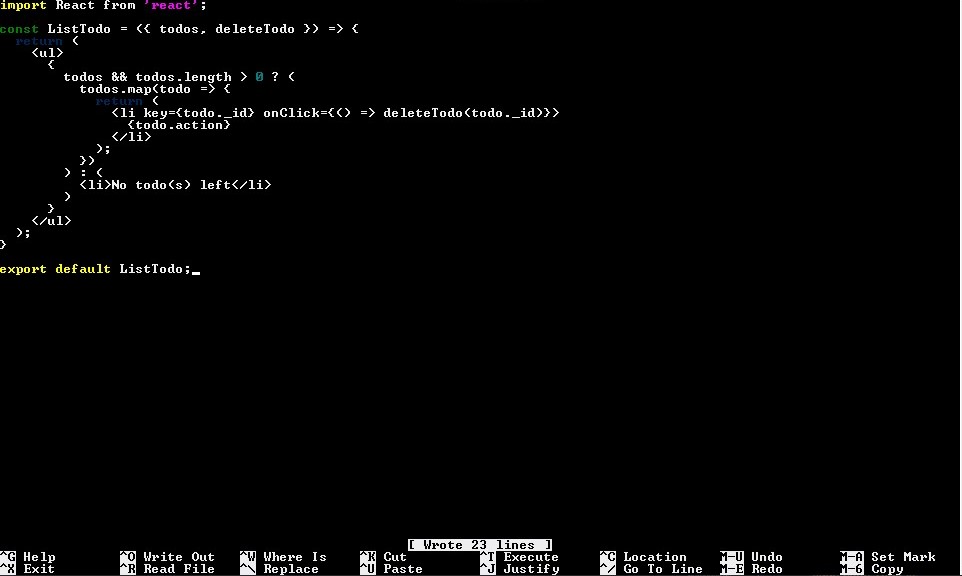 import React from 'react';
const ListTodo = ({ todos, deleteTodo }) => {
  return (
    <ul>
      {
        todos && todos.length > 0 ? (
          todos.map(todo => {
            return (
              <li key={todo._id} onClick={() => deleteTodo(todo._id)}>
                {todo.action}
              </li>
            );
          })
        ) : (
          <li>No todo(s) left</li>
        )
      }
    </ul>
  );
}
export default ListTodo;
[ Wrote 23 lines ]
^G Help ^O Write Out ^W Where Is ^K Cut ^T Execute ^C Location M-U Undo M-A Set Mark
^X Exit ^R Read File ^\ Replace ^U Paste ^J Justify ^/ Go To Line M-E Redo M-6 Copy